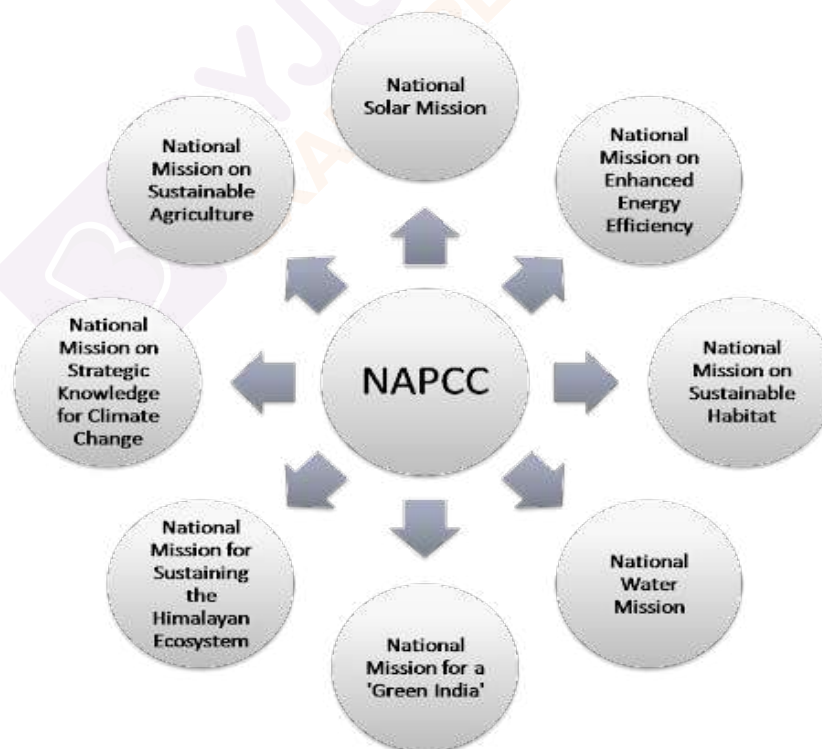 National
Solar Mission
National
Mission on
Enhanced
Energy
Efficiency
National
Mission on
Sustainable
Habitat
National
Water
Mission
National
Mission for a
'Green India'
National
Mission for
Sustaining
the
Himalayan
Ecosystem
National
Mission on
Strategic
Knowledge
for Climate
Change
National
Mission on
Sustainable
Agriculture
NAPCC